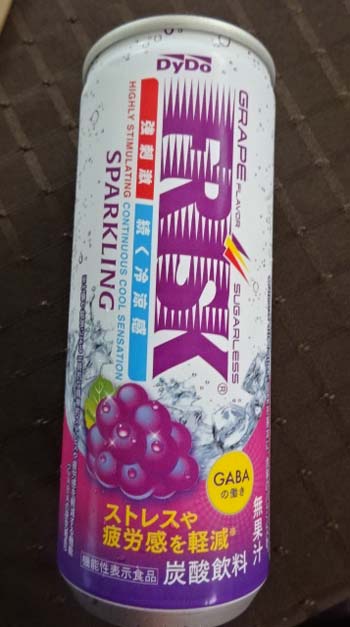 DyDo
GRAPE FLAVOR
SUGARLESS
FRISK®
強刺激
HIGHLY STIMULATING
続く冷涼感
CONTINUOUS COOL SENSATION
SPARKLING
GABA
の働き
ストレスや
疲労感を軽減※
無果汁
機能性表示食品 炭酸飲料